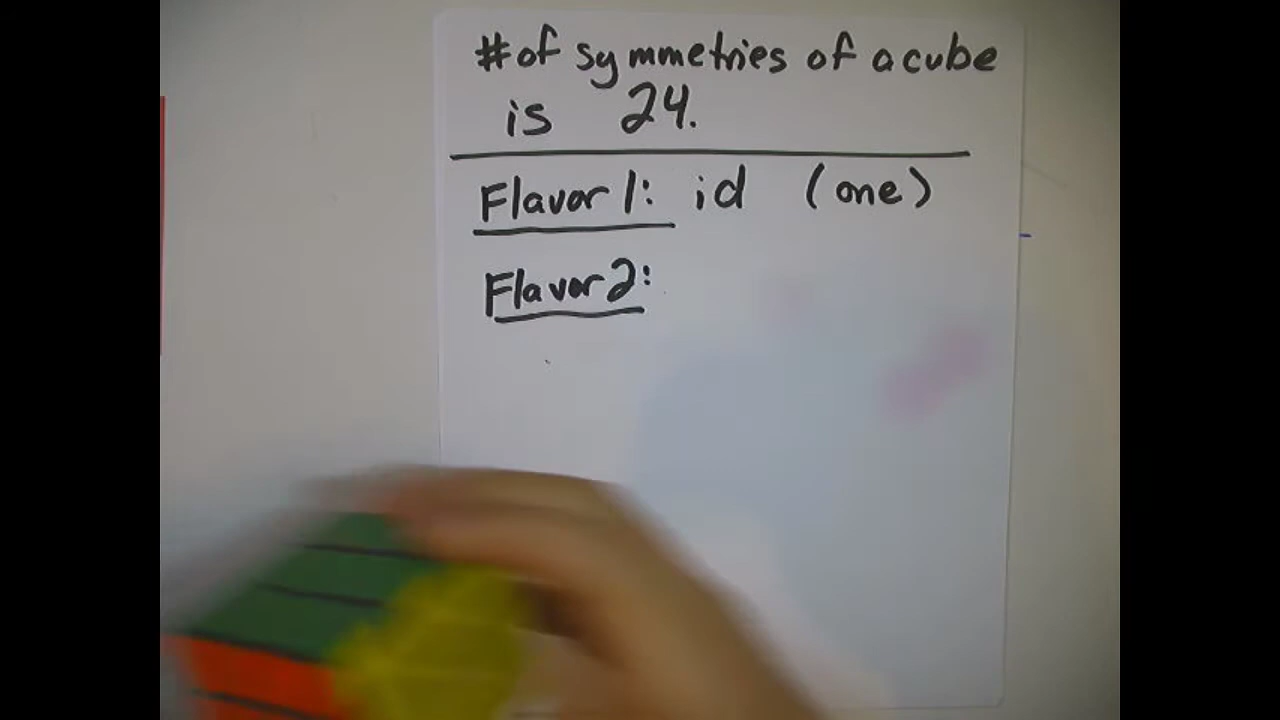 # of symmetries of a cube
is 24.
Flavor 1: id (one)
Flavor 2: